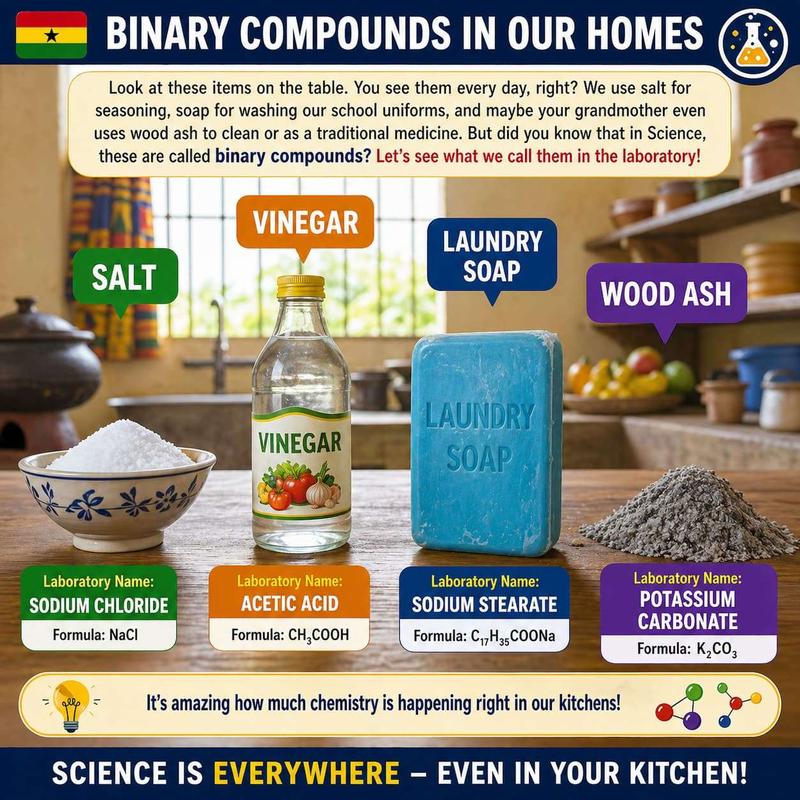 BINARY COMPOUNDS IN OUR HOMES
Look at these items on the table. You see them every day, right? We use salt for
seasoning, soap for washing our school uniforms, and maybe your grandmother even
uses wood ash to clean or as a traditional medicine. But did you know that in Science,
these are called binary compounds? Let's see what we call them in the laboratory!
SALT
VINEGAR
LAUNDRY
SOAP
WOOD ASH
VINEGAR
LAUNDRY
SOAP
Laboratory Name:
SODIUM CHLORIDE
Formula: NaCl
Laboratory Name:
ACETIC ACID
Formula: CH₃COOH
Laboratory Name:
SODIUM STEARATE
Formula: C₁₇H₃₅COONa
Laboratory Name:
POTASSIUM
CARBONATE
Formula: K₂CO₃
It's amazing how much chemistry is happening right in our kitchens!
SCIENCE IS EVERYWHERE – EVEN IN YOUR KITCHEN!